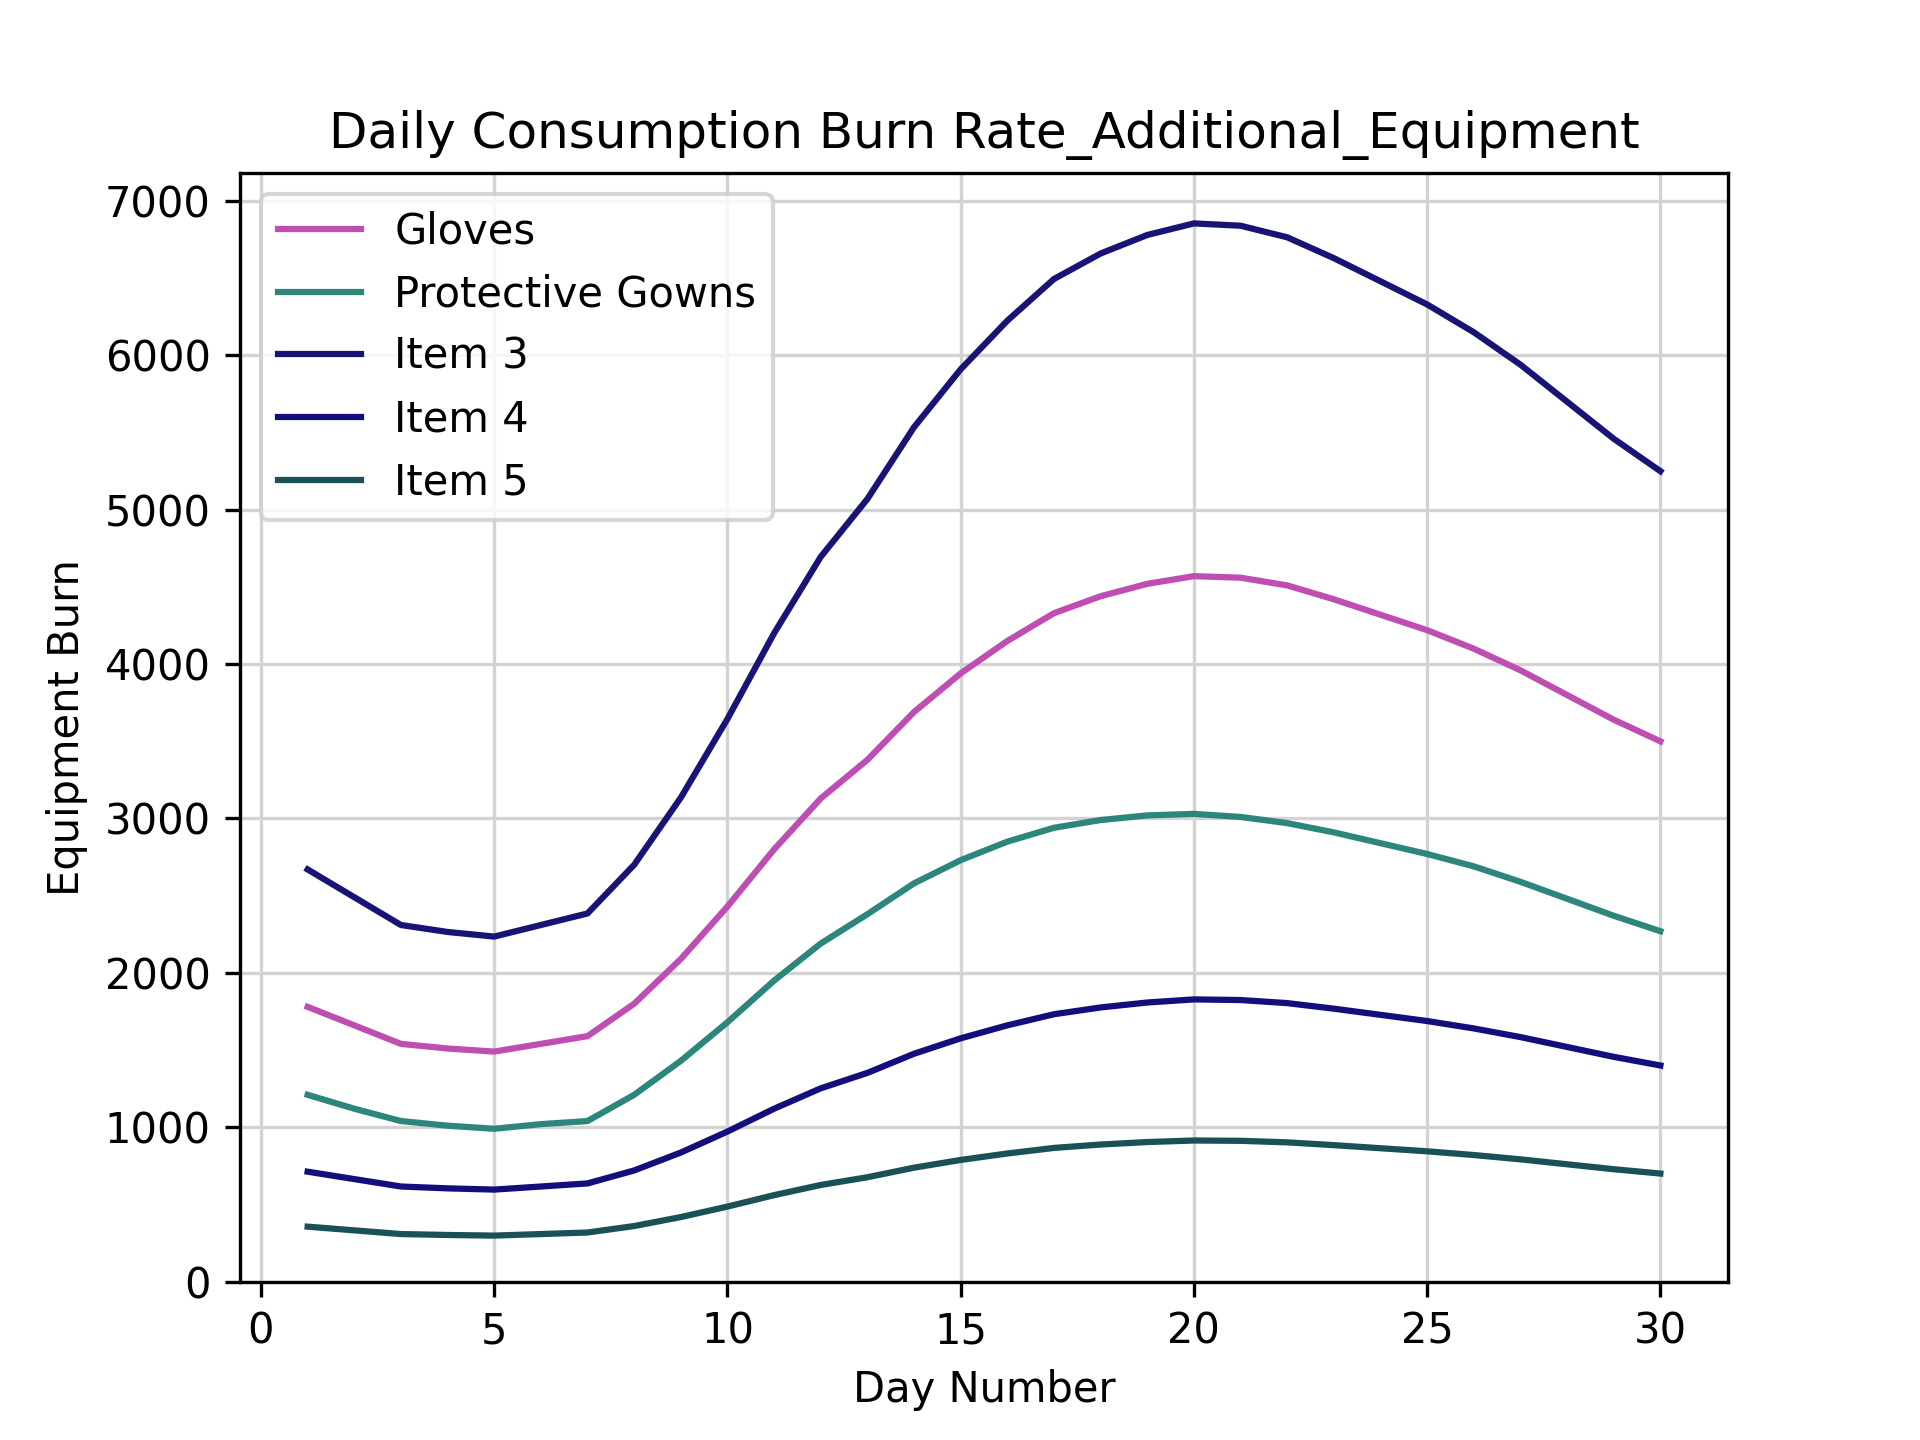 Daily Consumption Burn Rate_Additional_Equipment
7000
6000
5000
4000
3000
2000
1000
0
Equipment Burn
Gloves
Protective Gowns
Item 3
Item 4
Item 5
0 5 10 15 20 25 30
Day Number